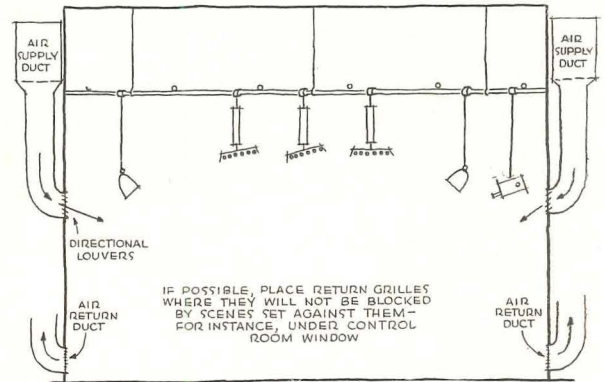 AIR
SUPPLY
DUCT
AIR
SUPPLY
DUCT
DIRECTIONAL
LOUVERS
IF POSSIBLE, PLACE RETURN GRILLES
WHERE THEY WILL NOT BE BLOCKED
BY SCENES SET AGAINST THEM–
FOR INSTANCE, UNDER CONTROL
ROOM WINDOW
AIR
RETURN
DUCT
AIR
RETURN
DUCT